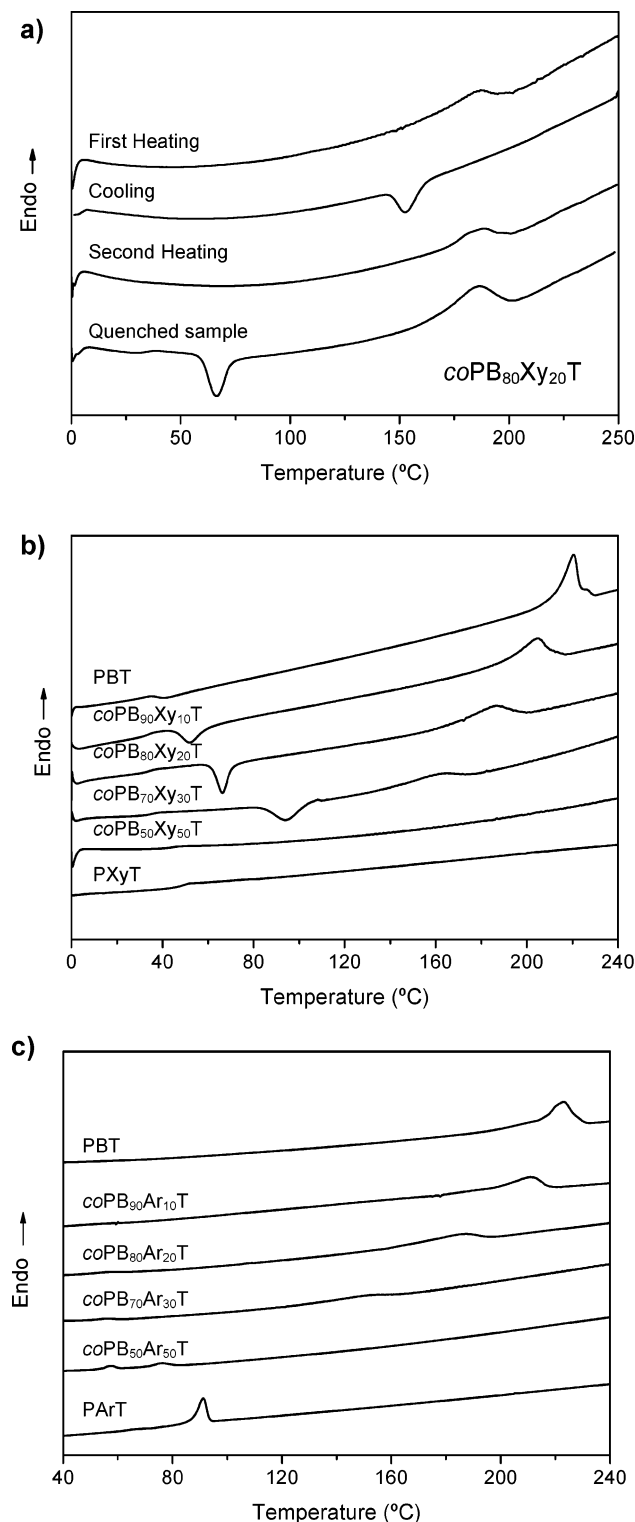 a)
Endo →
First Heating
Cooling
Second Heating
Quenched sample
coPB₈₀Xy₂₀T
0 50 100 150 200 250
Temperature (ºC)
b)
Endo →
PBT
coPB₉₀Xy₁₀T
coPB₈₀Xy₂₀T
coPB₇₀Xy₃₀T
coPB₅₀Xy₅₀T
PXyT
0 40 80 120 160 200 240
Temperature (ºC)
c)
Endo →
PBT
coPB₉₀Ar₁₀T
coPB₈₀Ar₂₀T
coPB₇₀Ar₃₀T
coPB₅₀Ar₅₀T
PArT
40 80 120 160 200 240
Temperature (ºC)